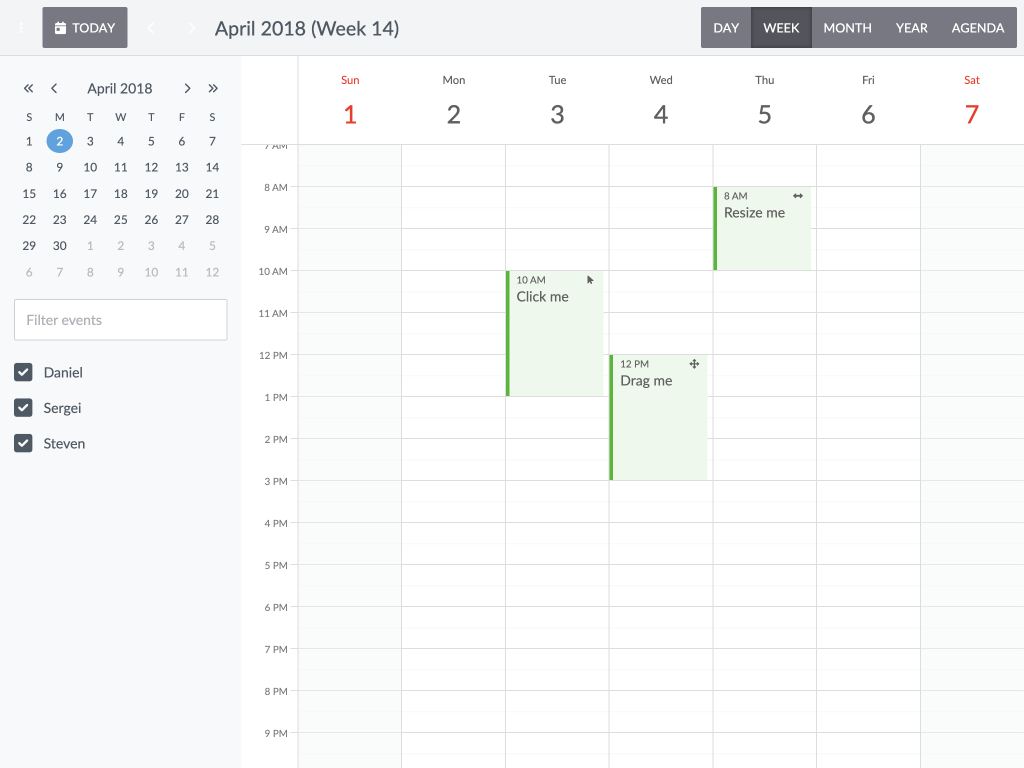 TODAY
April 2018 (Week 14)
DAY WEEK MONTH YEAR AGENDA
April 2018
S M T W T F S
1 2 3 4 5 6 7
8 9 10 11 12 13 14
15 16 17 18 19 20 21
22 23 24 25 26 27 28
29 30 1 2 3 4 5
6 7 8 9 10 11 12
Filter events
Daniel
Sergei
Steven
Sun Mon Tue Wed Thu Fri Sat
1 2 3 4 5 6 7
7 AM
8 AM
9 AM
10 AM
11 AM
12 PM
1 PM
2 PM
3 PM
4 PM
5 PM
6 PM
7 PM
8 PM
9 PM
10 AM
Click me
12 PM
Drag me
8 AM
Resize me